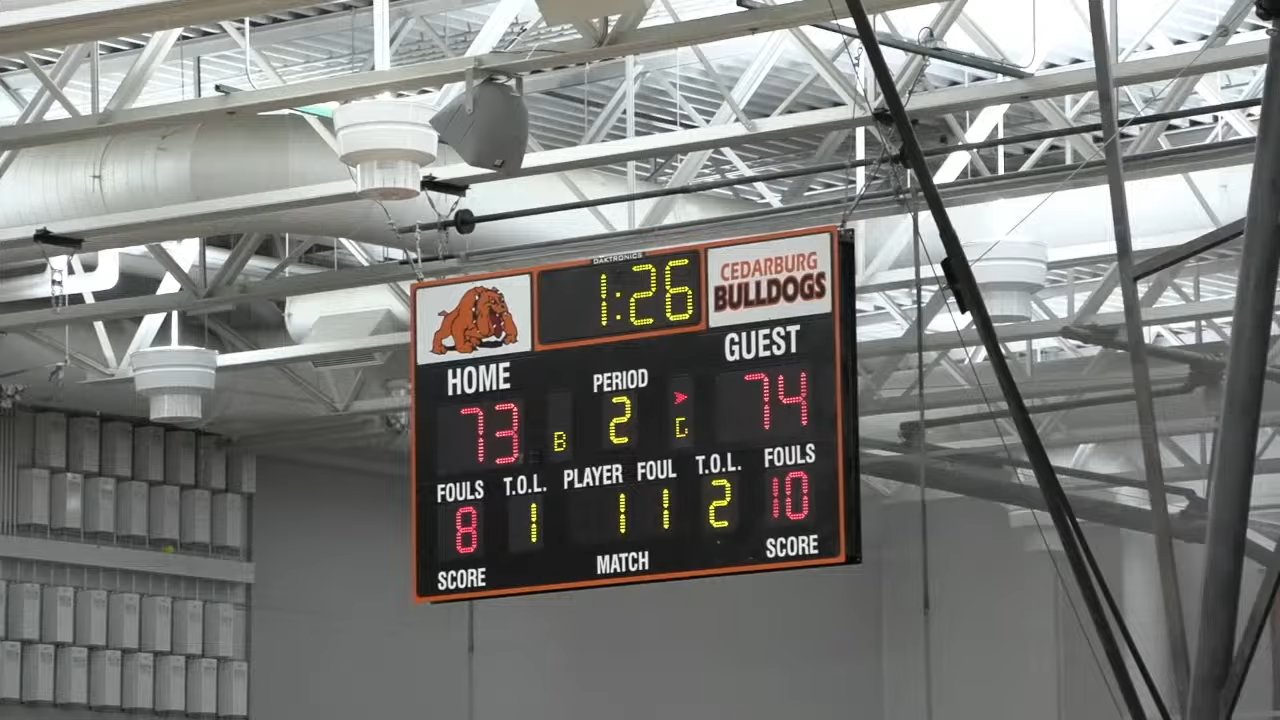 DAKTRONICS
1:26
CEDARBURG
BULLDOGS
HOME
PERIOD
GUEST
73
B
2
G
74
FOULS
T.O.L.
PLAYER
FOUL
T.O.L.
FOULS
8
1
11
1
2
10
SCORE
MATCH
SCORE